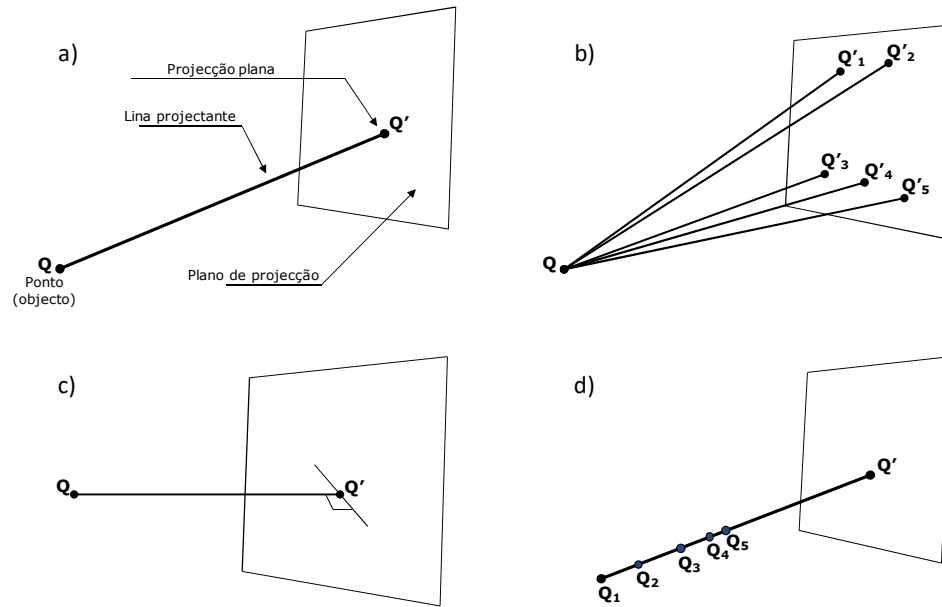 a)
Projecção plana
Lina projectante
Q'
Q
Ponto
(objecto)
Plano de projecção
b)
Q'1
Q'2
Q'3
Q'4
Q'5
Q
c)
Q
Q'
d)
Q'
Q1
Q2
Q3
Q4
Q5